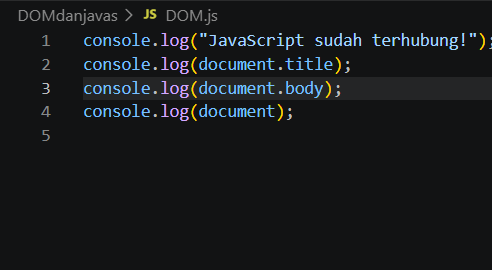 DOMdanjavas > JS DOM.js
1 console.log("JavaScript sudah terhubung!");
2 console.log(document.title);
3 console.log(document.body);
4 console.log(document);
5